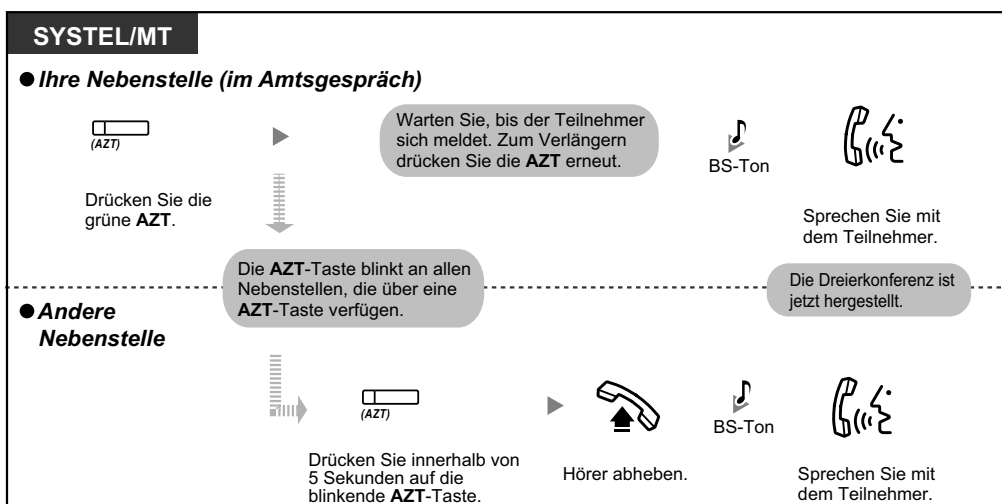 SYSTEL/MT
● Ihre Nebenstelle (im Amtsgespräch)
(AZT)
Drücken Sie die
grüne AZT.
Warten Sie, bis der Teilnehmer
sich meldet. Zum Verlängern
drücken Sie die AZT erneut.
BS-Ton
Sprechen Sie mit
dem Teilnehmer.
Die AZT-Taste blinkt an allen
Nebenstellen, die über eine
AZT-Taste verfügen.
Die Dreierkonferenz ist
jetzt hergestellt.
● Andere
Nebenstelle
(AZT)
Drücken Sie innerhalb von
5 Sekunden auf die
blinkende AZT-Taste.
Hörer abheben.
BS-Ton
Sprechen Sie mit
dem Teilnehmer.